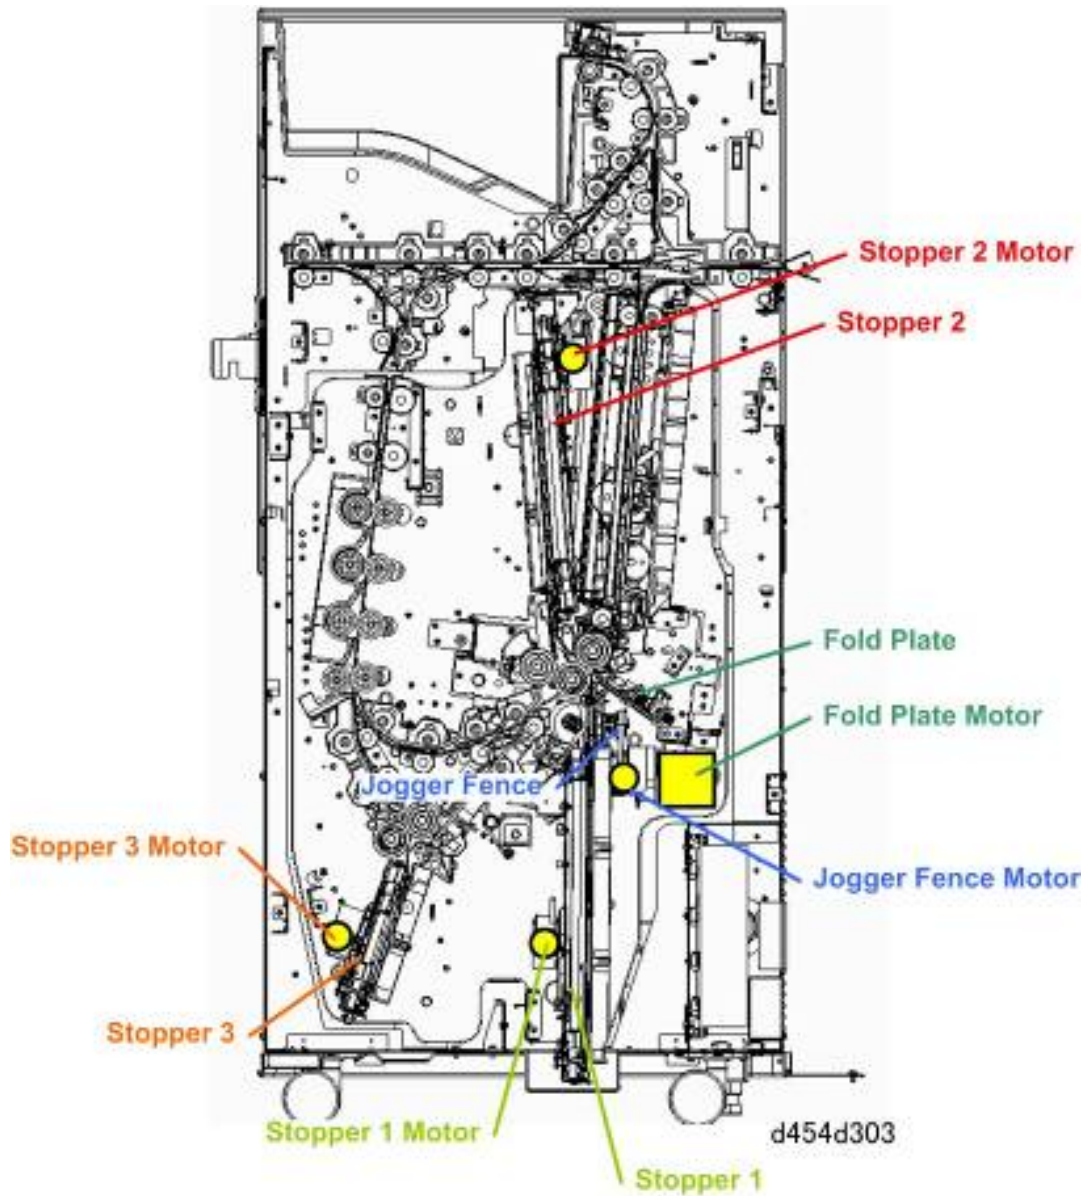 Stopper 2 Motor
Stopper 2
Fold Plate
Fold Plate Motor
Jogger Fence
Stopper 3 Motor
Jogger Fence Motor
Stopper 3
Stopper 1 Motor
d454d303
Stopper 1